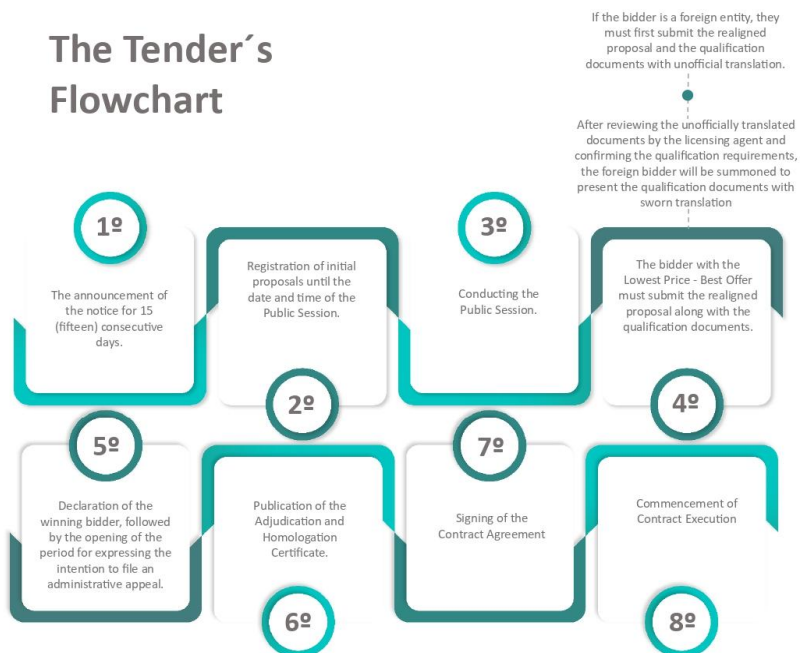 The Tender´s
Flowchart
If the bidder is a foreign entity, they
must first submit the realigned
proposal and the qualification
documents with unofficial translation.
After reviewing the unofficially translated
documents by the licensing agent and
confirming the qualification requirements,
the foreign bidder will be summoned to
present the qualification documents with
sworn translation
1º
The announcement of
the notice for 15
(fifteen) consecutive
days.
Registration of initial
proposals until the
date and time of the
Public Session.
2º
3º
Conducting the
Public Session.
The bidder with the
Lowest Price - Best Offer
must submit the realigned
proposal along with the
qualification documents.
4º
5º
Declaration of the
winning bidder, followed
by the opening of the
period for expressing the
intention to file an
administrative appeal.
Publication of the
Adjudication and
Homologation
Certificate.
6º
7º
Signing of the
Contract Agreement
Commencement of
Contract Execution
8º